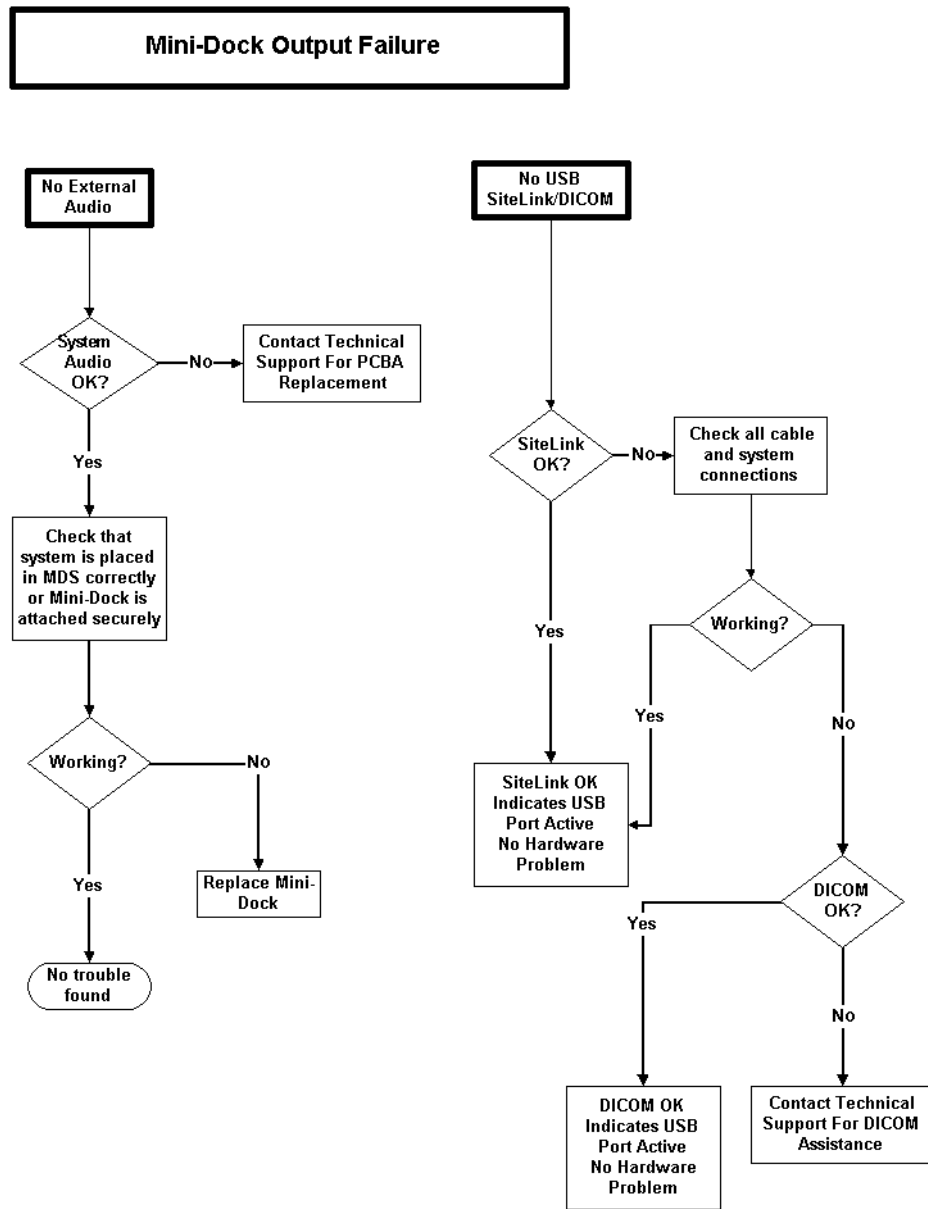 Mini-Dock Output Failure
No External
Audio
System
Audio
OK?
No
Contact Technical
Support For PCBA
Replacement
Yes
Check that
system is placed
in MDS correctly
or Mini-Dock is
attached securely
Working?
No
Replace Mini-
Dock
Yes
No trouble
found
No USB
SiteLink/DICOM
SiteLink
OK?
No
Check all cable
and system
connections
Yes
Working?
Yes
No
SiteLink OK
Indicates USB
Port Active
No Hardware
Problem
DICOM
OK?
Yes
No
DICOM OK
Indicates USB
Port Active
No Hardware
Problem
Contact Technical
Support For DICOM
Assistance